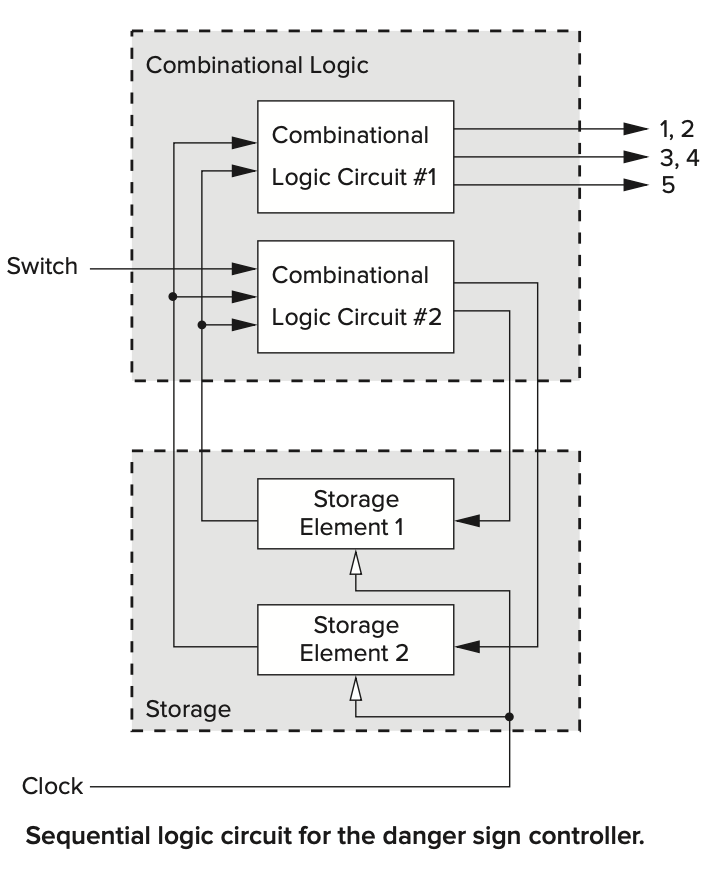 Combinational Logic
Combinational
Logic Circuit #1
1, 2
3, 4
5
Switch
Combinational
Logic Circuit #2
Storage
Element 1
Storage
Element 2
Storage
Clock
Sequential logic circuit for the danger sign controller.